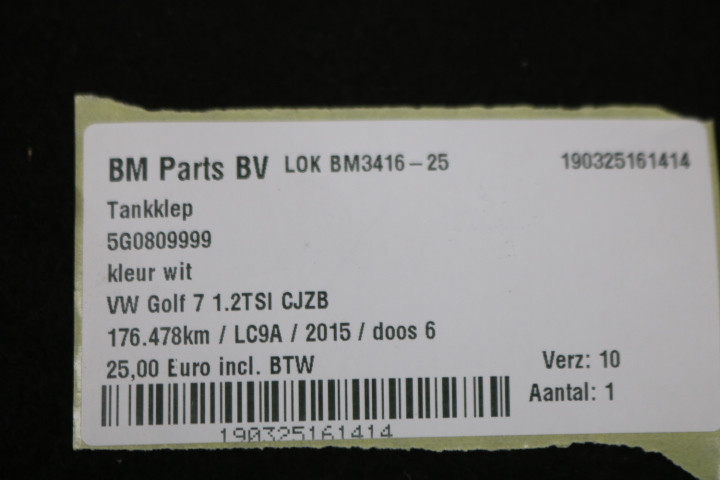 BM Parts BV LOK BM3416-25 190325161414
Tankklep
5G0809999
kleur wit
VW Golf 7 1.2TSI CJZB
176.478km / LC9A / 2015 / doos 6
25,00 Euro incl. BTW Verz: 10
Aantal: 1
190325161414